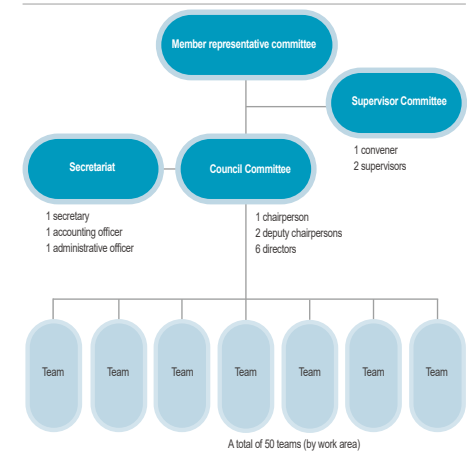 Member representative committee
Supervisor Committee
1 convener
2 supervisors
Secretariat
Council Committee
1 secretary
1 accounting officer
1 administrative officer
1 chairperson
2 deputy chairpersons
6 directors
Team
Team
Team
Team
Team
Team
Team
A total of 50 teams (by work area)